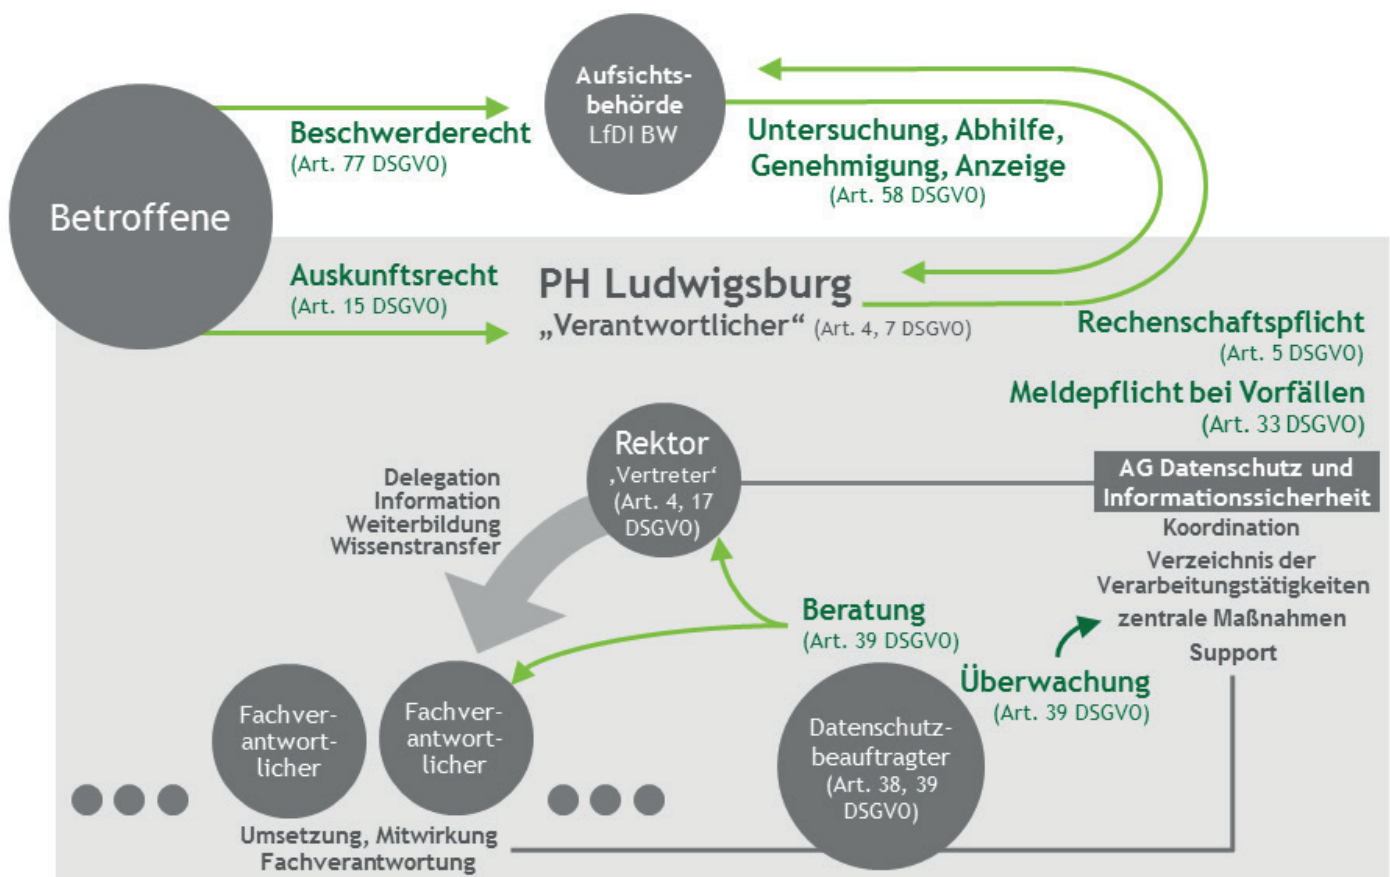 Betroffene
Beschwerderecht
(Art. 77 DSGVO)
Aufsichts-
behörde
LfDI BW
Untersuchung, Abhilfe,
Genehmigung, Anzeige
(Art. 58 DSGVO)
Auskunftsrecht
(Art. 15 DSGVO)
PH Ludwigsburg
„Verantwortlicher“ (Art. 4, 7 DSGVO)
Rechenschaftspflicht
(Art. 5 DSGVO)
Meldepflicht bei Vorfällen
(Art. 33 DSGVO)
Rektor
‚Vertreter‘
(Art. 4, 17
DSGVO)
Delegation
Information
Weiterbildung
Wissenstransfer
AG Datenschutz und
Informationssicherheit
Koordination
Verzeichnis der
Verarbeitungstätigkeiten
zentrale Maßnahmen
Support
Beratung
(Art. 39 DSGVO)
Überwachung
(Art. 39 DSGVO)
Fachver-
antwort-
licher
Fachver-
antwort-
licher
Datenschutz-
beauftragter
(Art. 38, 39
DSGVO)
Umsetzung, Mitwirkung
Fachverantwortung